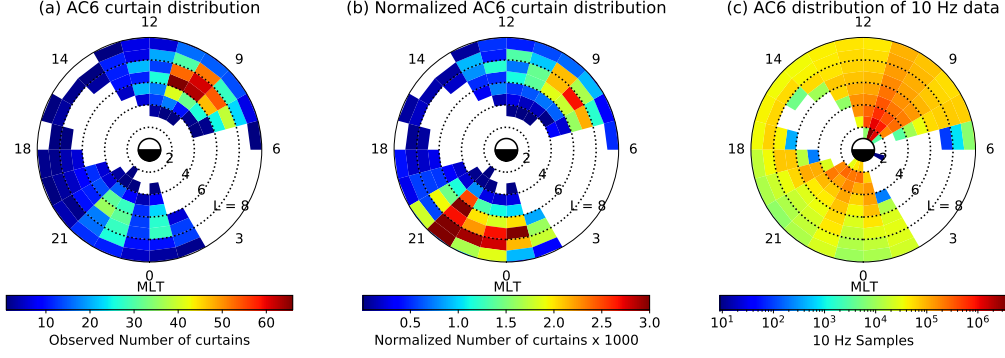 (a) AC6 curtain distribution
12
14
9
18
6
2
4
6
L = 8
21
3
0
MLT
10 20 30 40 50 60
Observed Number of curtains
(b) Normalized AC6 curtain distribution
12
14
9
18
6
2
4
6
L = 8
21
3
0
MLT
0.5 1.0 1.5 2.0 2.5 3.0
Normalized Number of curtains x 1000
(c) AC6 distribution of 10 Hz data
12
14
9
18
6
2
4
6
L = 8
21
3
0
MLT
10¹ 10² 10³ 10⁴ 10⁵ 10⁶
10 Hz Samples